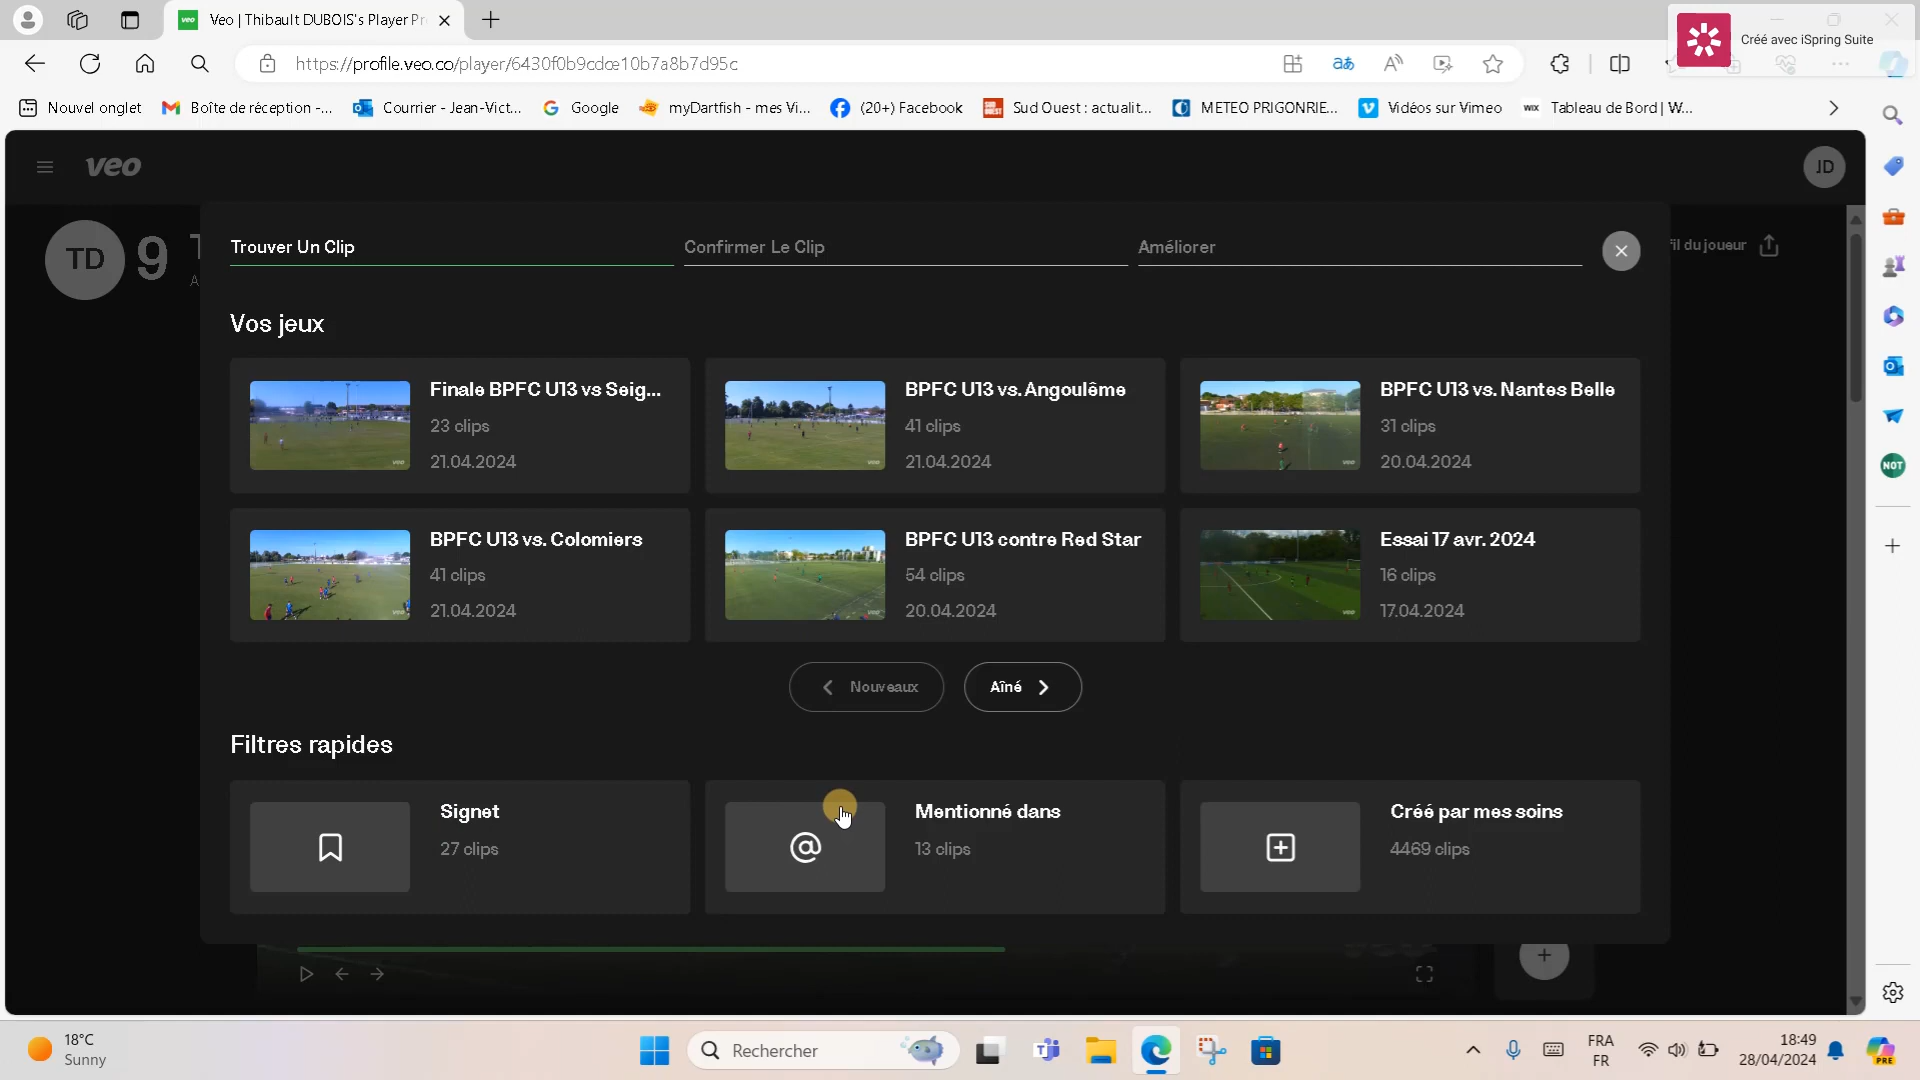 Veo | Thibault DUBOIS's Player Pr
Créé avec iSpring Suite
https://profile.veo.co/player/6430f0b9cdce10b7a8b7d95c
Nouvel onglet
Boîte de réception -...
Courrier - Jean-Vict...
Google
myDartfish - mes Vi...
(20+) Facebook
Sud Ouest : actualit...
METEO PRIGONRIE...
Vidéos sur Vimeo
Tableau de Bord | W...
veo
JD
TD
9
Trouver Un Clip
Confirmer Le Clip
Améliorer
fil du joueur
Vos jeux
Finale BPFC U13 vs Seig...
23 clips
21.04.2024
BPFC U13 vs. Angoulême
41 clips
21.04.2024
BPFC U13 vs. Nantes Belle
31 clips
20.04.2024
BPFC U13 vs. Colomiers
41 clips
21.04.2024
BPFC U13 contre Red Star
54 clips
20.04.2024
Essai 17 avr. 2024
16 clips
17.04.2024
Nouveaux
Aîné
Filtres rapides
Signet
27 clips
Mentionné dans
13 clips
Créé par mes soins
4469 clips
18°C
Sunny
Rechercher
FRA
FR
18:49
28/04/2024